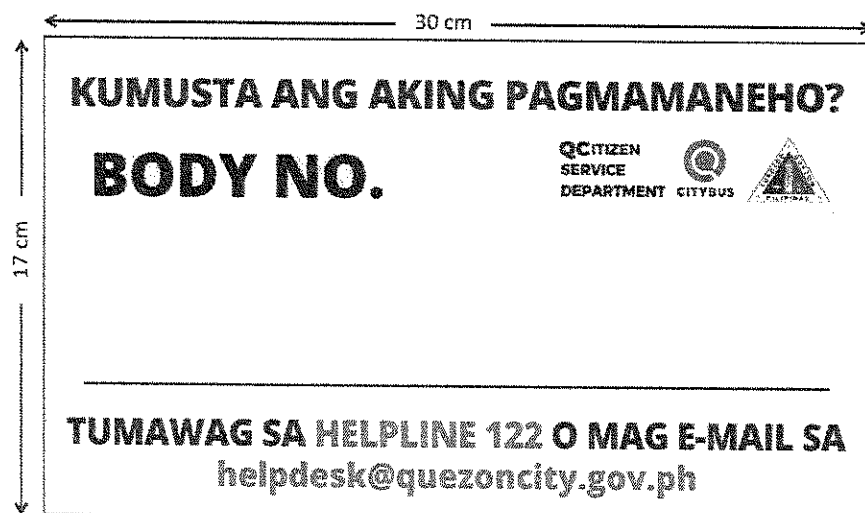 30 cm
17 cm
KUMUSTA ANG AKING PAGMAMANEHO?
BODY NO.
QCITIZEN
SERVICE
DEPARTMENT
CITYBUS
PILIPINAS
TUMAWAG SA HELPLINE 122 O MAG E-MAIL SA
helpdesk@quezoncity.gov.ph